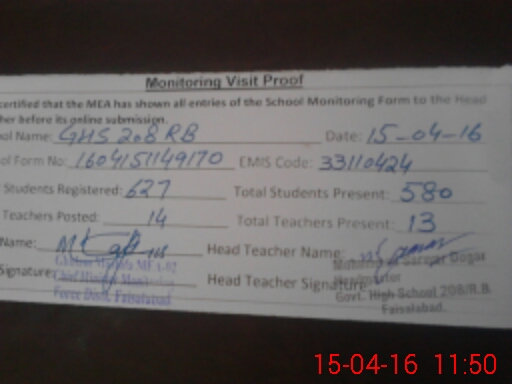 Monitoring Visit Proof
certified that the MEA has shown all entries of the School Monitoring Form to the Head
her before its online submission.
ol Name: GHS 208 RB Date: 15-04-16
ol Form No: 1604151149170 EMIS Code: 33110424
Students Registered: 627 Total Students Present: 580
Teachers Posted: 14 Total Teachers Present: 13
Name: Head Teacher Name:
Signature: Head Teacher Signature:
Govt. High School 208/R.B
Faisalabad.
Faisalabad
15-04-16 11:50